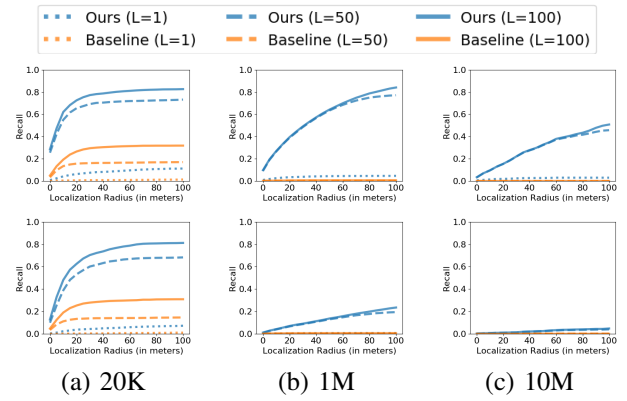 Ours (L=1) Ours (L=50) Ours (L=100)
Baseline (L=1) Baseline (L=50) Baseline (L=100)
1.0 1.0 1.0
0.8 0.8 0.8
0.6 0.6 0.6
Recall Recall Recall
0.4 0.4 0.4
0.2 0.2 0.2
0.0 0.0 0.0
0 20 40 60 80 100 0 20 40 60 80 100 0 20 40 60 80 100
Localization Radius (in meters) Localization Radius (in meters) Localization Radius (in meters)
1.0 1.0 1.0
0.8 0.8 0.8
0.6 0.6 0.6
Recall Recall Recall
0.4 0.4 0.4
0.2 0.2 0.2
0.0 0.0 0.0
0 20 40 60 80 100 0 20 40 60 80 100 0 20 40 60 80 100
Localization Radius (in meters) Localization Radius (in meters) Localization Radius (in meters)
(a) 20K (b) 1M (c) 10M